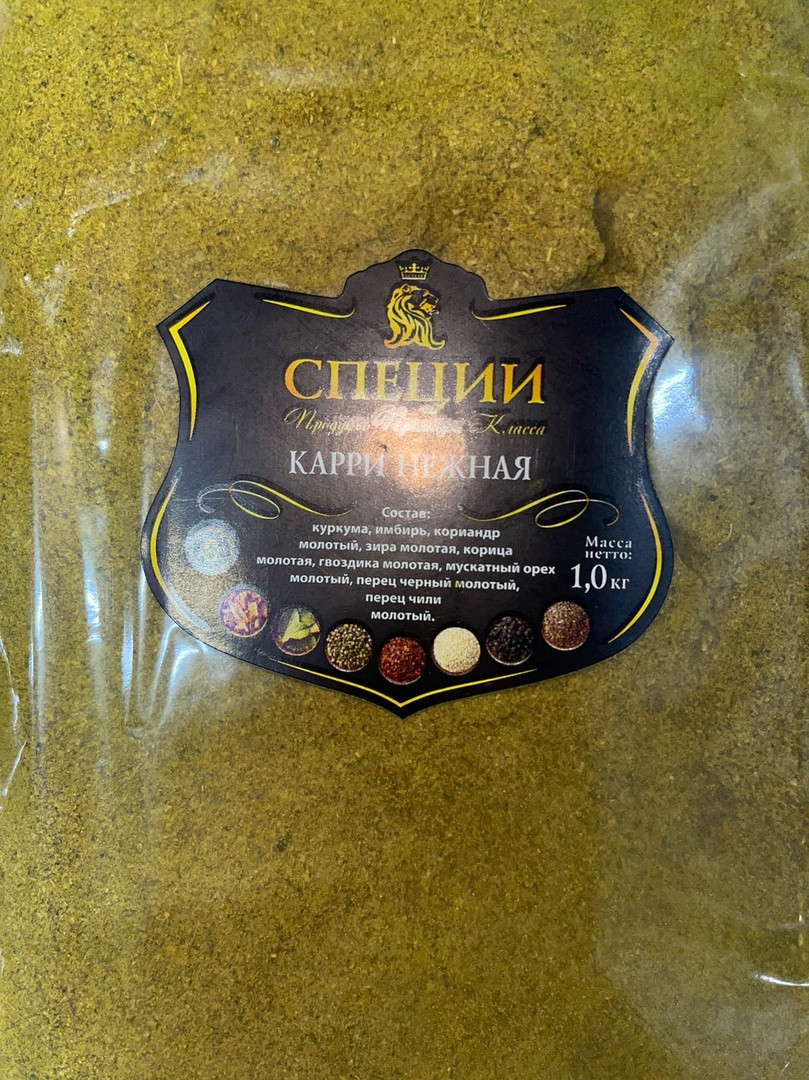 СПЕЦИИ
Продукт Класса
КАРРИ НЕЖНАЯ
Состав:
куркума, имбирь, кориандр
молотый, зира молотая, корица
молотая, гвоздика молотая, мускатный орех
молотый, перец черный молотый,
перец чили
молотый.
Масса
нетто:
1,0 кг